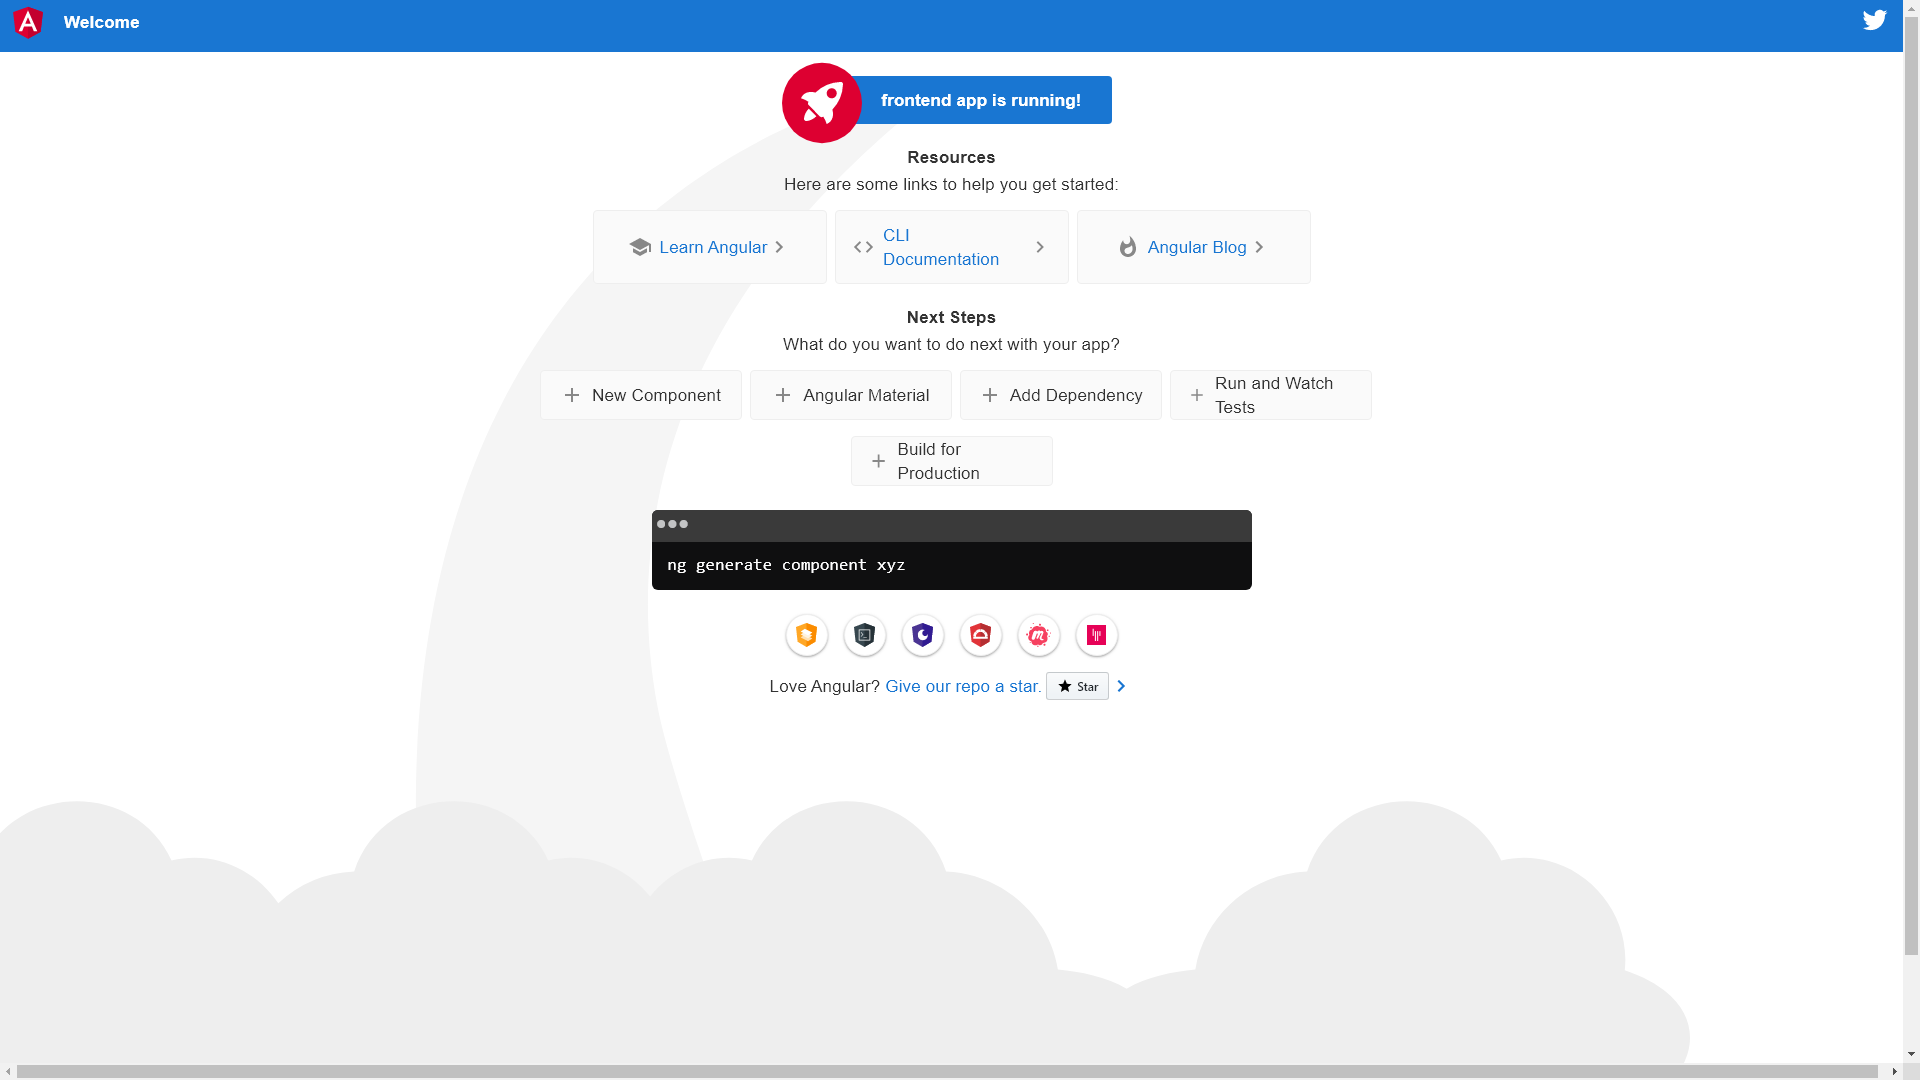 Welcome
frontend app is running!
Resources
Here are some links to help you get started:
Learn Angular
CLI
Documentation
Angular Blog
Next Steps
What do you want to do next with your app?
New Component
Angular Material
Add Dependency
Run and Watch
Tests
Build for
Production
ng generate component xyz
Love Angular? Give our repo a star. Star